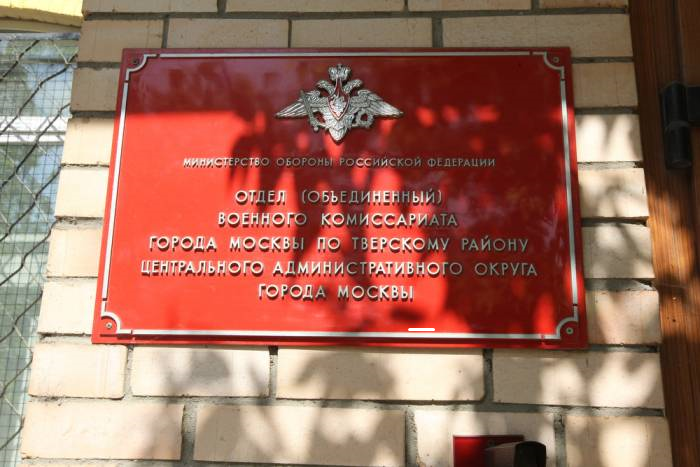 МИНИСТЕРСТВО ОБОРОНЫ РОССИЙСКОЙ ФЕДЕРАЦИИ
ОТДЕЛ (ОБЪЕДИНЕННЫЙ)
ВОЕННОГО КОМИССАРИАТА
ГОРОДА МОСКВЫ ПО ТВЕРСКОМУ РАЙОНУ
ЦЕНТРАЛЬНОГО АДМИНИСТРАТИВНОГО ОКРУГА
ГОРОДА МОСКВЫ